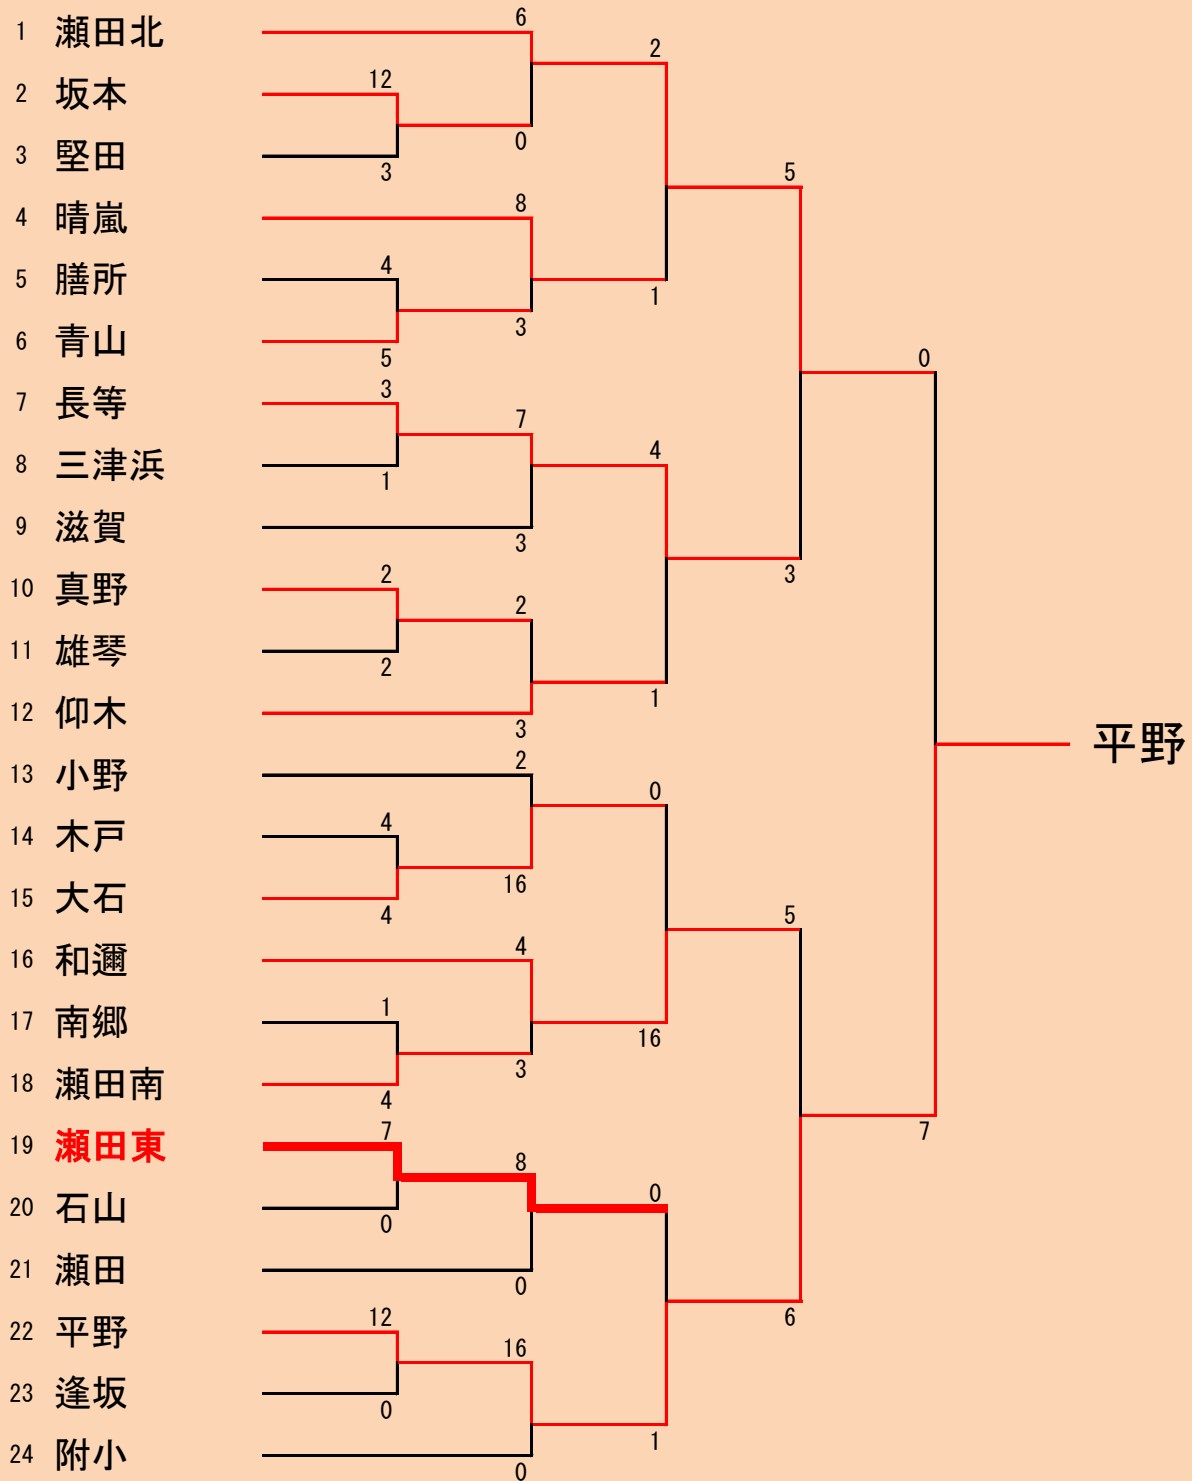 6
1 瀬田北
2
12
2 坂本
0
3 堅田
3
5
8
4 晴嵐
4
5 膳所
1
3
6 青山
5
0
3
7 長等
7
4
8 三津浜
1
9 滋賀
3
3
2
10 真野
2
11 雄琴
2
1
12 仰木
3
平野
2
13 小野
0
4
14 木戸
16
15 大石
4
5
4
16 和邇
1
17 南郷
16
3
18 瀬田南
4
7
7
19 瀬田東
8
0
20 石山
0
21 瀬田
0
12
6
22 平野
16
23 逢坂
0
1
24 附小
0